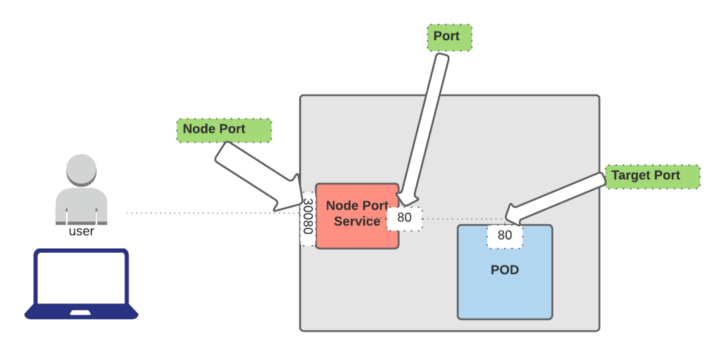 Port
Node Port
Target Port
30080
Node Port
Service
80
80
user
POD